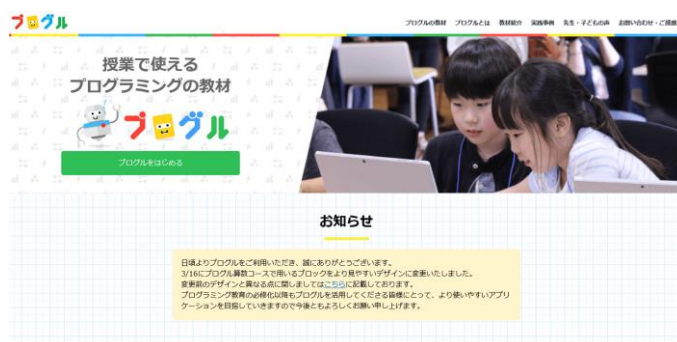 プログル
プログルの教材 プログルとは 教材紹介 実践事例 先生・子どもの声 お問い合わせ・ご感想
授業で使える
プログラミングの教材
プログル
プログルをはじめる
お知らせ
日頃よりプログルをご利用いただき、誠にありがとうございます。
3/16にプログル算数コースで用いるブロックをより見やすいデザインに変更いたしました。
変更前のデザインと異なる点に関しましてはこちらに記載しております。
プログラミング教育の必修化以降もプログルを活用してくださる皆様にとって、より使いやすいアプリ
ケーションを目指していきますので今後ともよろしくお願い申し上げます。